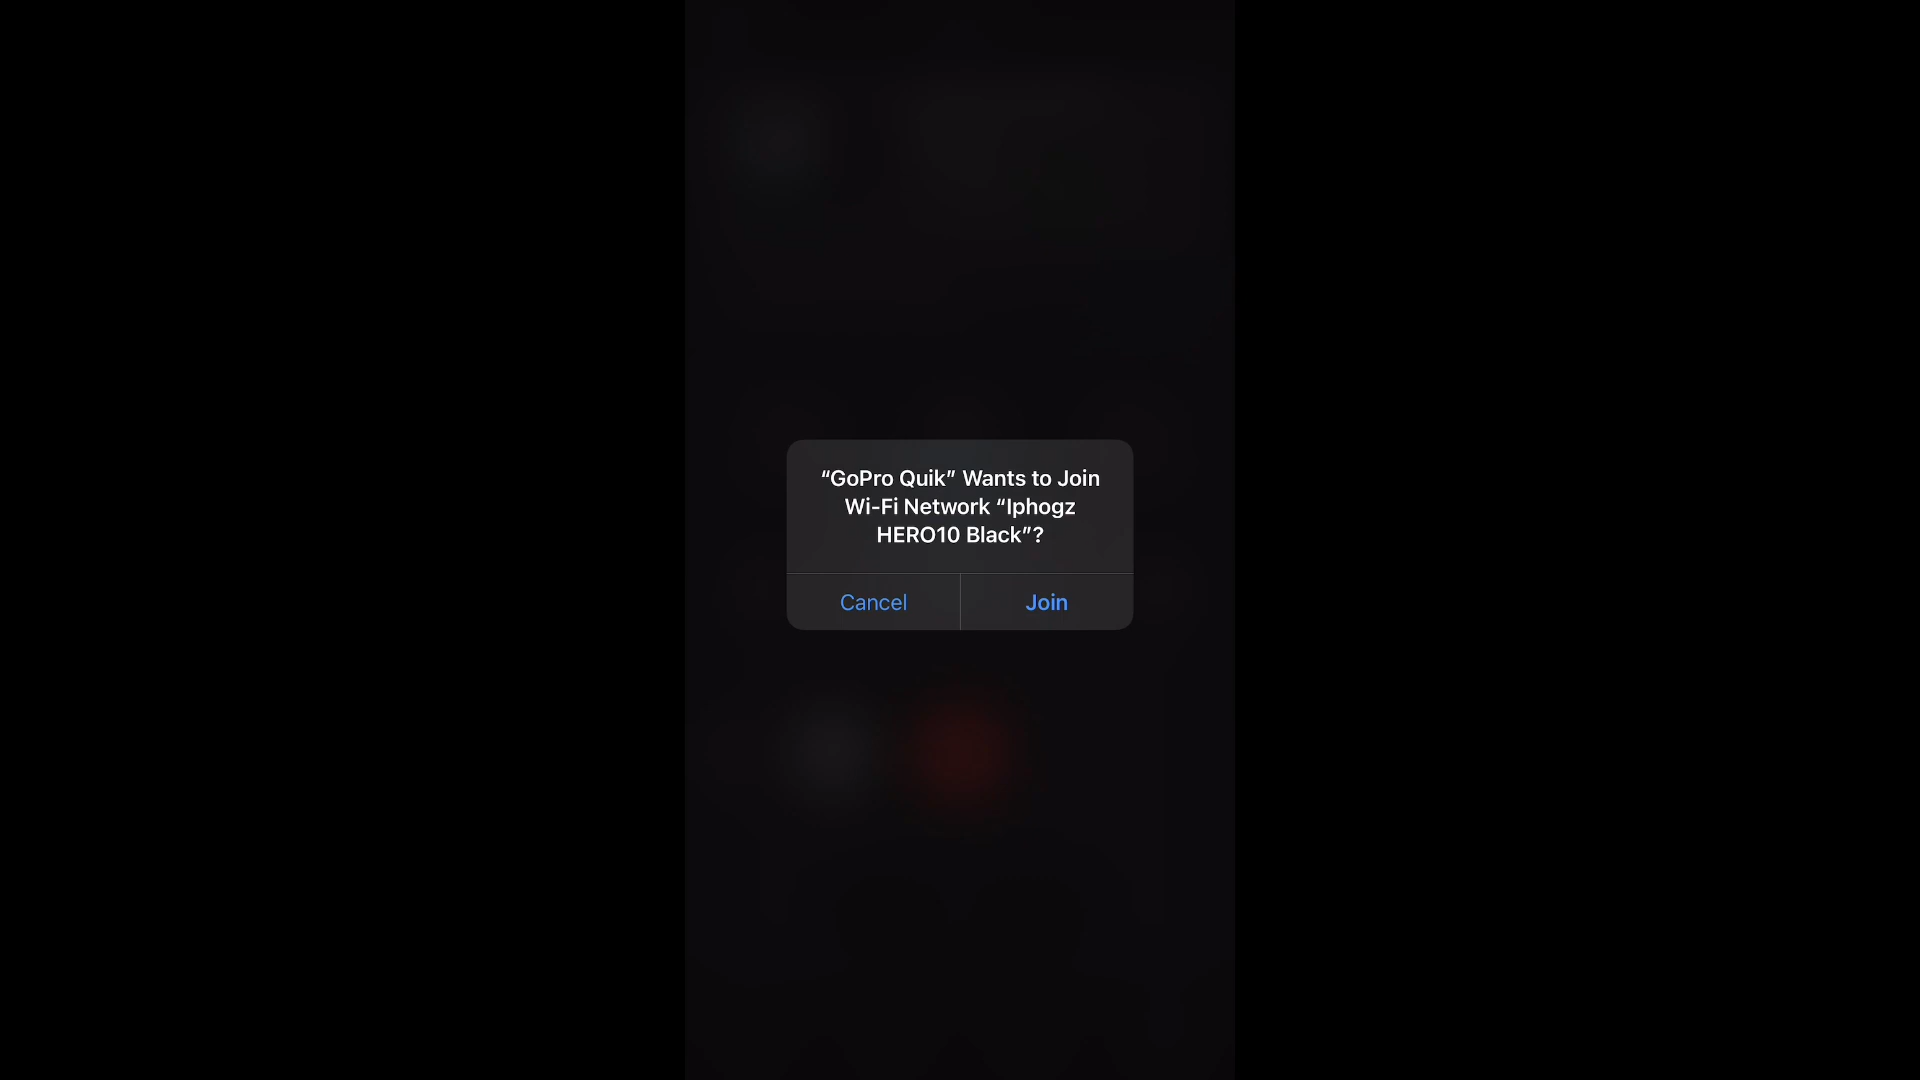 “GoPro Quik” Wants to Join
Wi-Fi Network “Iphogz
HERO10 Black”?
Cancel
Join